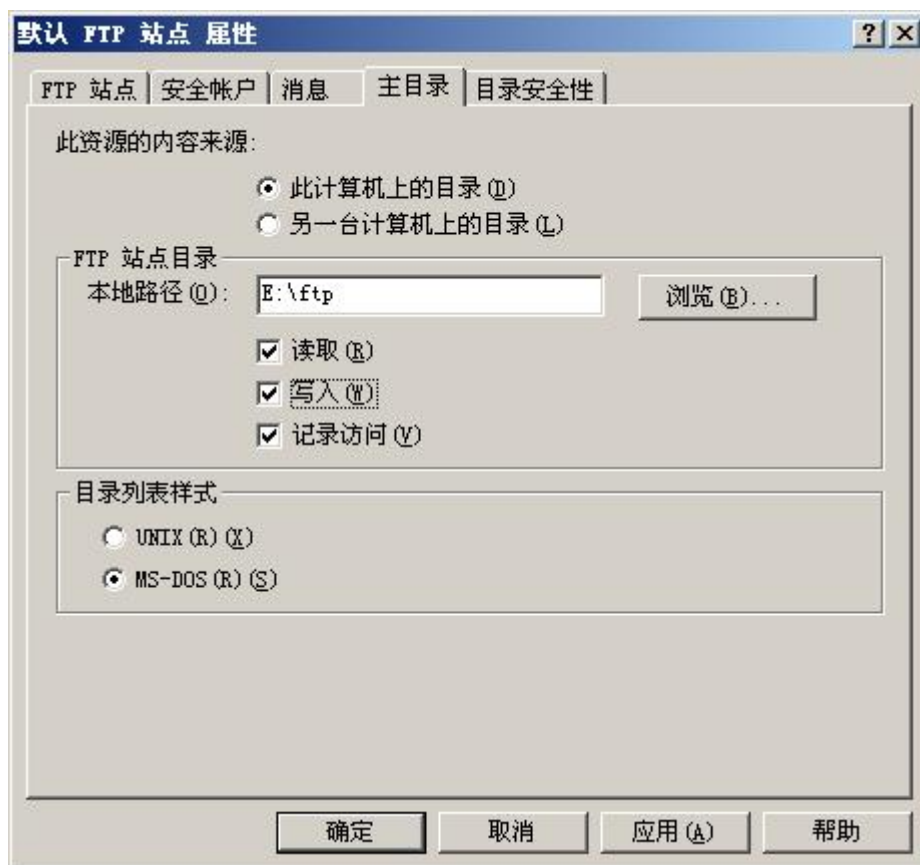 默认 FTP 站点 属性
FTP 站点 安全帐户 消息 主目录 目录安全性
此资源的内容来源:
此计算机上的目录(D)
另一台计算机上的目录(L)
FTP 站点目录
本地路径(O): E:\ftp 浏览(B)...
读取(R)
写入(W)
记录访问(V)
目录列表样式
UNIX(R)(X)
MS-DOS(R)(S)
确定 取消 应用(A) 帮助